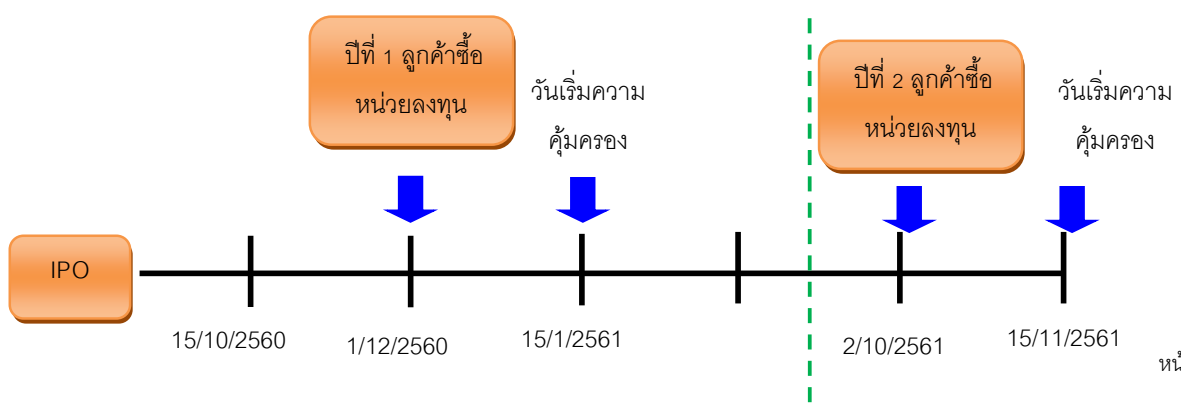 ปีที่ 1 ลูกค้าซื้อ
หน่วยลงทุน
วันเริ่มความ
คุ้มครอง
ปีที่ 2 ลูกค้าซื้อ
หน่วยลงทุน
วันเริ่มความ
คุ้มครอง
IPO
15/10/2560
1/12/2560
15/1/2561
2/10/2561
15/11/2561